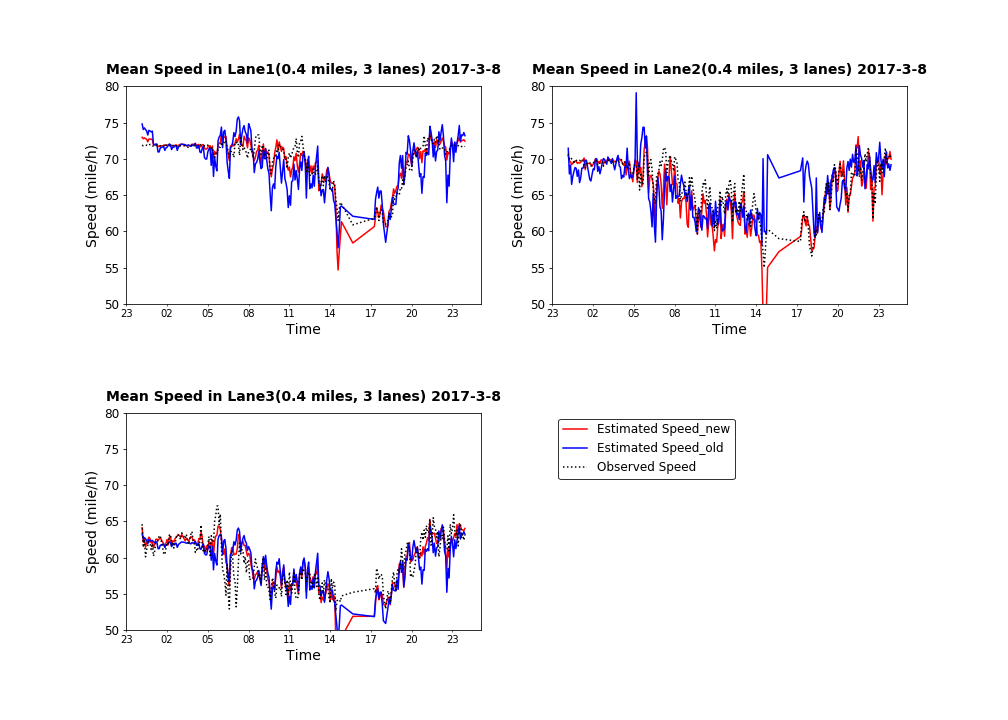 Mean Speed in Lane1(0.4 miles, 3 lanes) 2017-3-8
80
75
70
65
60
55
50
Speed (mile/h)
23 02 05 08 11 14 17 20 23
Time
Mean Speed in Lane2(0.4 miles, 3 lanes) 2017-3-8
80
75
70
65
60
55
50
Speed (mile/h)
23 02 05 08 11 14 17 20 23
Time
Mean Speed in Lane3(0.4 miles, 3 lanes) 2017-3-8
80
75
70
65
60
55
50
Speed (mile/h)
23 02 05 08 11 14 17 20 23
Time
Estimated Speed_new
Estimated Speed_old
Observed Speed